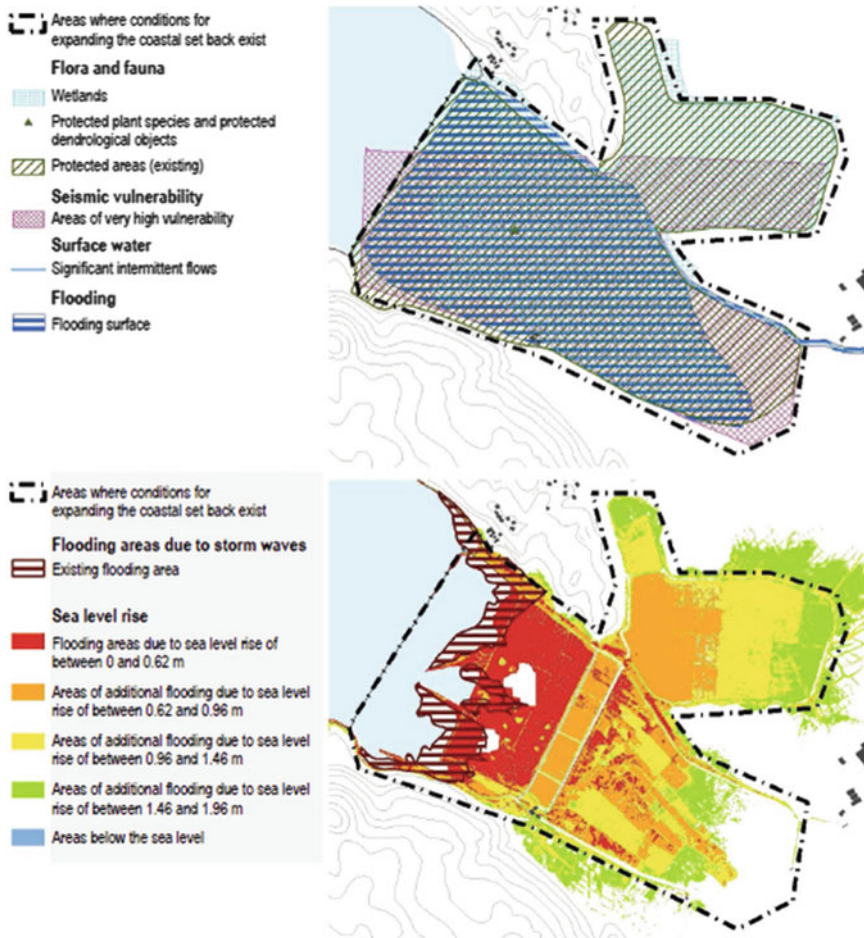 Areas where conditions for
expanding the coastal set back exist
Flora and fauna
Wetlands
Protected plant species and protected
dendrological objects
Protected areas (existing)
Seismic vulnerability
Areas of very high vulnerability
Surface water
Significant intermittent flows
Flooding
Flooding surface
Areas where conditions for
expanding the coastal set back exist
Flooding areas due to storm waves
Existing flooding area
Sea level rise
Flooding areas due to sea level rise of
between 0 and 0.62 m
Areas of additional flooding due to sea level
rise of between 0.62 and 0.96 m
Areas of additional flooding due to sea level
rise of between 0.96 and 1.46 m
Areas of additional flooding due to sea level
rise of between 1.46 and 1.96 m
Areas below the sea level